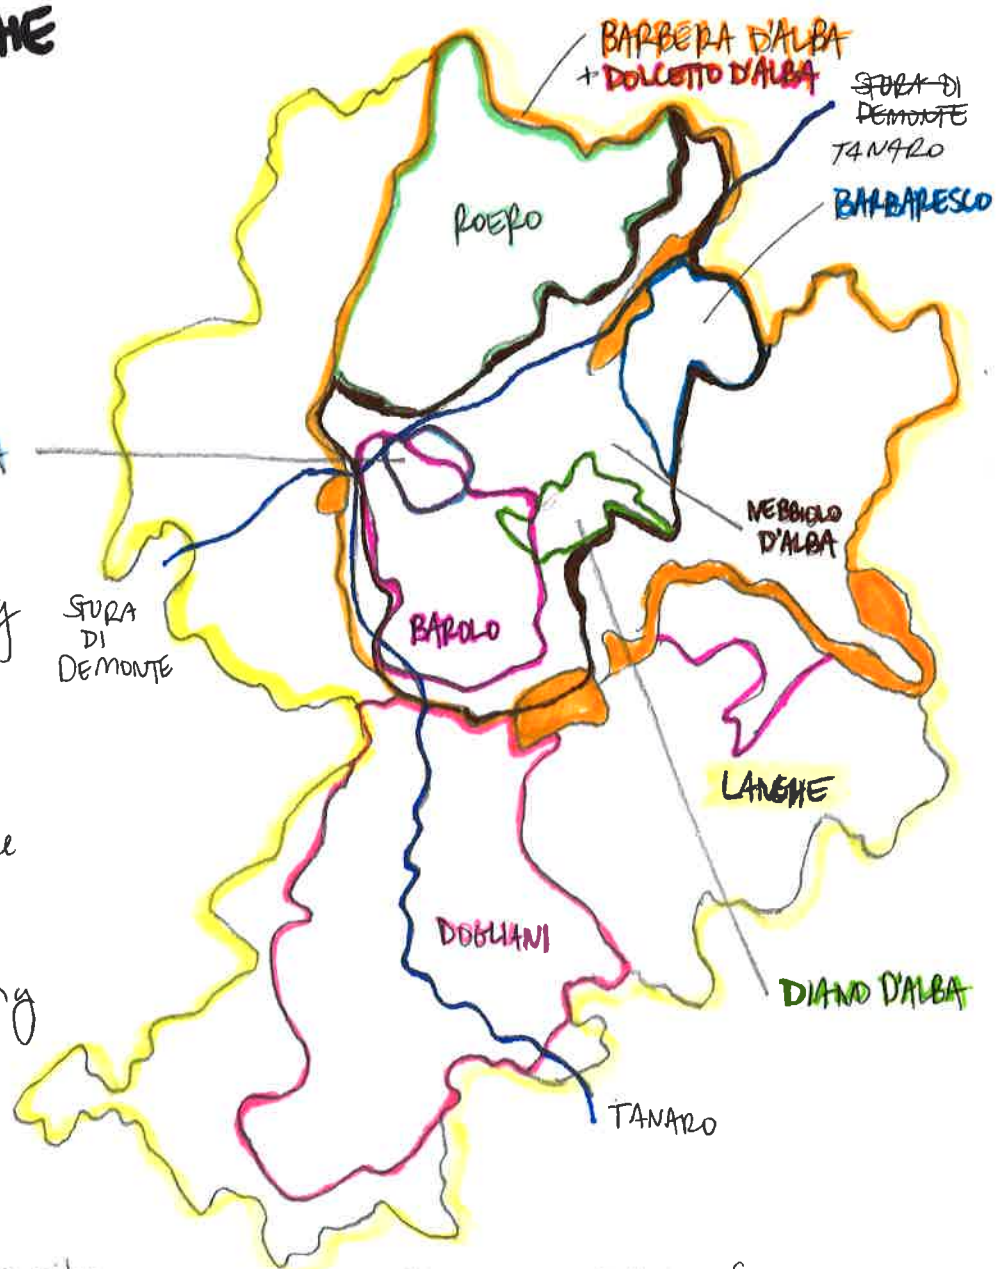 HE
BARBERA D'ALBA
+ DOLCETTO D'ALBA
STURA DI
DEMONTE
TANARO
BARBARESCO
ROERO
NEBBIOLO
D'ALBA
STURA
DI
DEMONTE
BAROLO
LANGHE
DOGLIANI
DIANO D'ALBA
TANARO